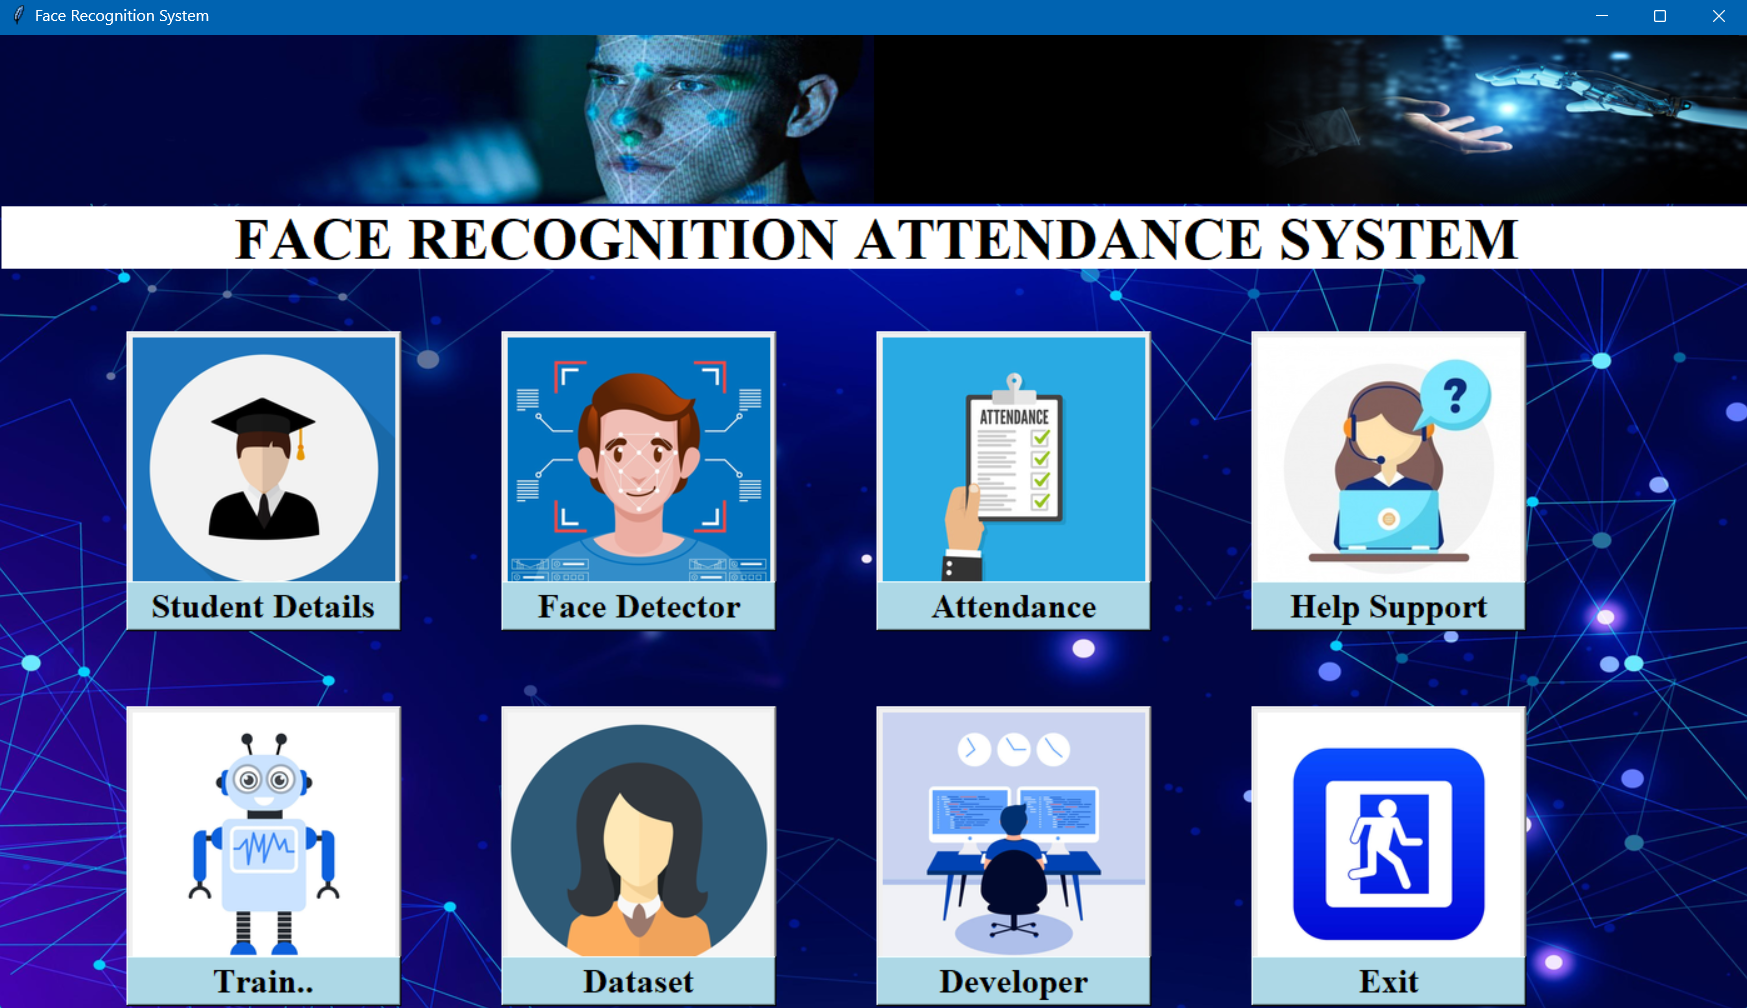 Face Recognition System
FACE RECOGNITION ATTENDANCE SYSTEM
ATTENDANCE
?
Student Details
Face Detector
Attendance
Help Support
Train..
Dataset
Developer
Exit